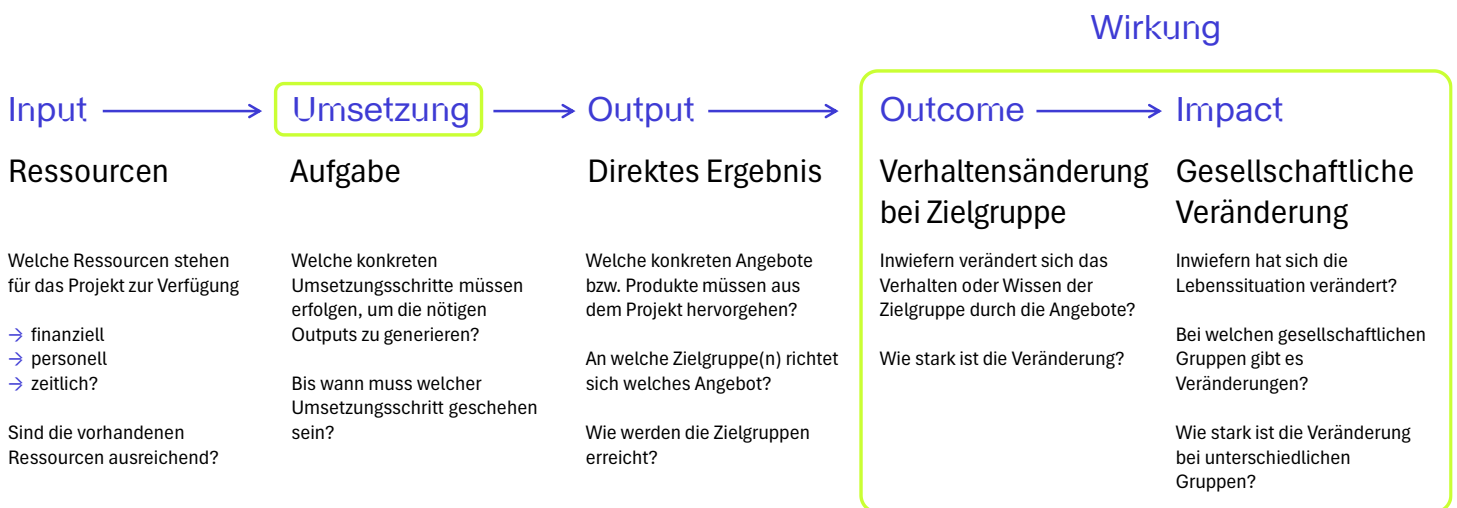 Wirkung
Input
Ressourcen
Welche Ressourcen stehen
für das Projekt zur Verfügung
→ finanziell
→ personell
→ zeitlich?
Sind die vorhandenen
Ressourcen ausreichend?
Umsetzung
Aufgabe
Welche konkreten
Umsetzungsschritte müssen
erfolgen, um die nötigen
Outputs zu generieren?
Bis wann muss welcher
Umsetzungsschritt geschehen
sein?
Output
Direktes Ergebnis
Welche konkreten Angebote
bzw. Produkte müssen aus
dem Projekt hervorgehen?
An welche Zielgruppe(n) richtet
sich welches Angebot?
Wie werden die Zielgruppen
erreicht?
Outcome
Verhaltensänderung
bei Zielgruppe
Inwiefern verändert sich das
Verhalten oder Wissen der
Zielgruppe durch die Angebote?
Wie stark ist die Veränderung?
Impact
Gesellschaftliche
Veränderung
Inwiefern hat sich die
Lebenssituation verändert?
Bei welchen gesellschaftlichen
Gruppen gibt es
Veränderungen?
Wie stark ist die Veränderung
bei unterschiedlichen
Gruppen?